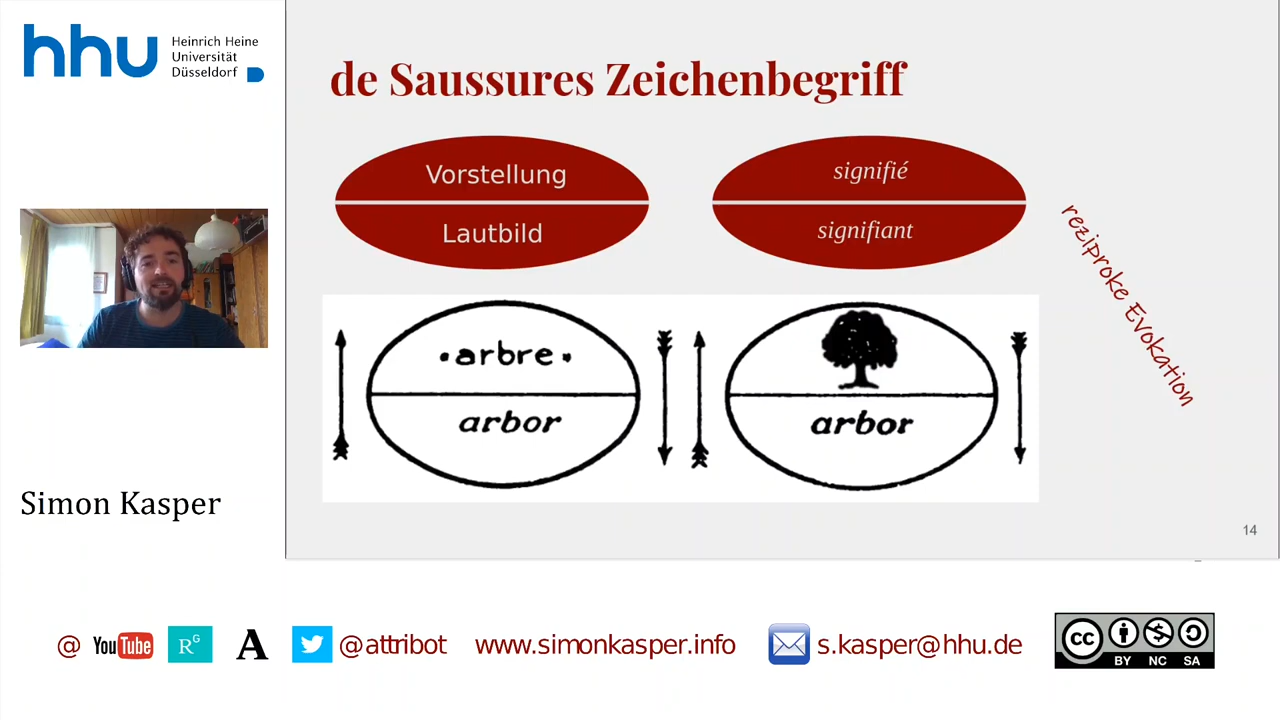 hhu
Heinrich Heine
Universität
Düsseldorf
de Saussures Zeichenbegriff
Vorstellung
Lautbild
signifié
signifiant
reziproke Evokation
• arbre •
arbor
arbor
Simon Kasper
14
@ YouTube RG A @attribot www.simonkasper.info s.kasper@hhu.de
cc
BY NC SA